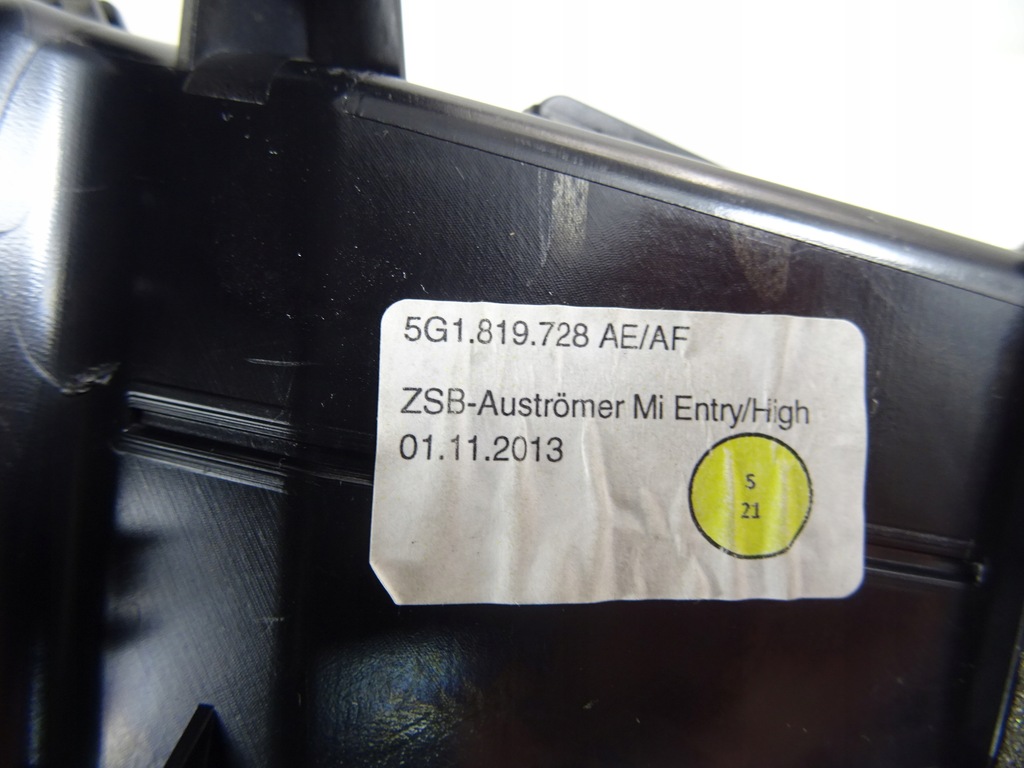 5G1.819.728 AE/AF
ZSB-Auströmer Mi Entry/High
01.11.2013
S
21